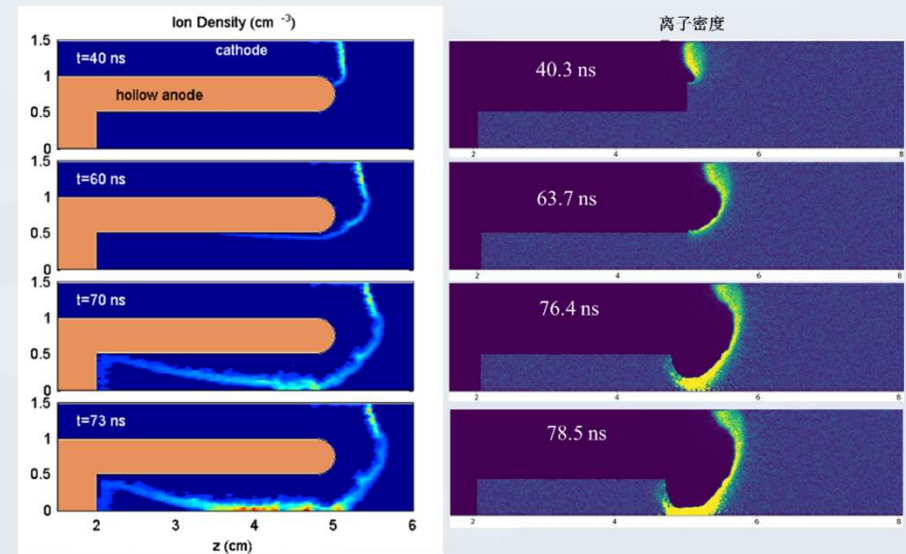 Ion Density (cm⁻³)
1.5
t=40 ns
cathode
1
hollow anode
0.5
0
1.5
t=60 ns
1
0.5
0
1.5
t=70 ns
1
0.5
0
1.5
t=73 ns
1
0.5
0
2 3 4 5 6
z (cm)
离子密度
40.3 ns
2 4 6 8
63.7 ns
2 4 6 8
76.4 ns
2 4 6 8
78.5 ns
2 4 6 8